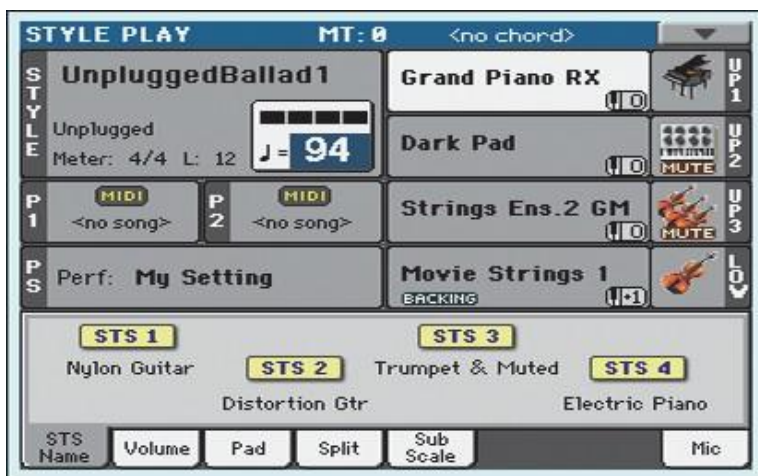 STYLE PLAY MT: 0 <no chord>
STYLE
UnpluggedBallad1
Unplugged
Meter: 4/4 L: 12
♩= 94
Grand Piano RX
0
UP1
Dark Pad
0
MUTE
UP2
P1
MIDI
<no song>
P2
MIDI
<no song>
Strings Ens.2 GM
0
MUTE
UP3
PS
Perf: My Setting
Movie Strings 1
BACKING
+1
LOW
STS 1
Nylon Guitar
STS 2
Distortion Gtr
STS 3
Trumpet & Muted
STS 4
Electric Piano
STS Name
Volume
Pad
Split
Sub Scale
Mic